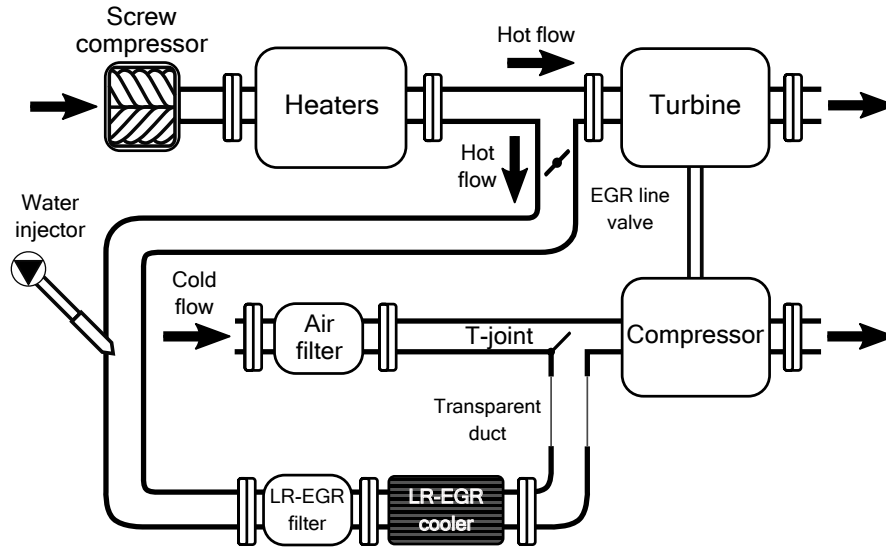 Screw
compressor
Hot flow
Heaters
Turbine
Hot
flow
EGR line
valve
Water
injector
Cold
flow
Air
filter
T-joint
Compressor
Transparent
duct
LR-EGR
filter
LR-EGR
cooler